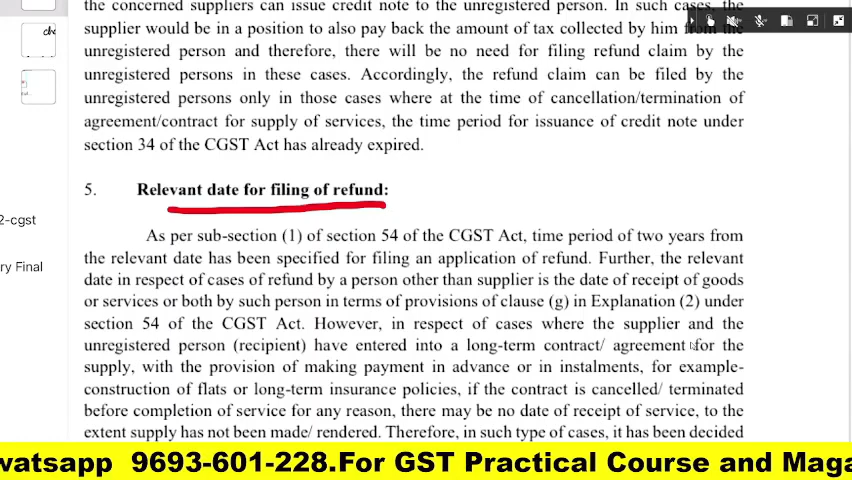 the concerned suppliers can issue credit note to the unregistered person. In such cases, the
supplier would be in a position to also pay back the amount of tax collected by him from the
unregistered person and therefore, there will be no need for filing refund claim by the
unregistered persons in these cases. Accordingly, the refund claim can be filed by the
unregistered persons only in those cases where at the time of cancellation/termination of
agreement/contract for supply of services, the time period for issuance of credit note under
section 34 of the CGST Act has already expired.
5. Relevant date for filing of refund:
2-cgst
As per sub-section (1) of section 54 of the CGST Act, time period of two years from
the relevant date has been specified for filing an application of refund. Further, the relevant
ry Final
date in respect of cases of refund by a person other than supplier is the date of receipt of goods
or services or both by such person in terms of provisions of clause (g) in Explanation (2) under
section 54 of the CGST Act. However, in respect of cases where the supplier and the
unregistered person (recipient) have entered into a long-term contract/ agreement for the
supply, with the provision of making payment in advance or in instalments, for example-
construction of flats or long-term insurance policies, if the contract is cancelled/ terminated
before completion of service for any reason, there may be no date of receipt of service, to the
extent supply has not been made/ rendered. Therefore, in such type of cases, it has been decided
watsapp 9693-601-228.For GST Practical Course and Maga